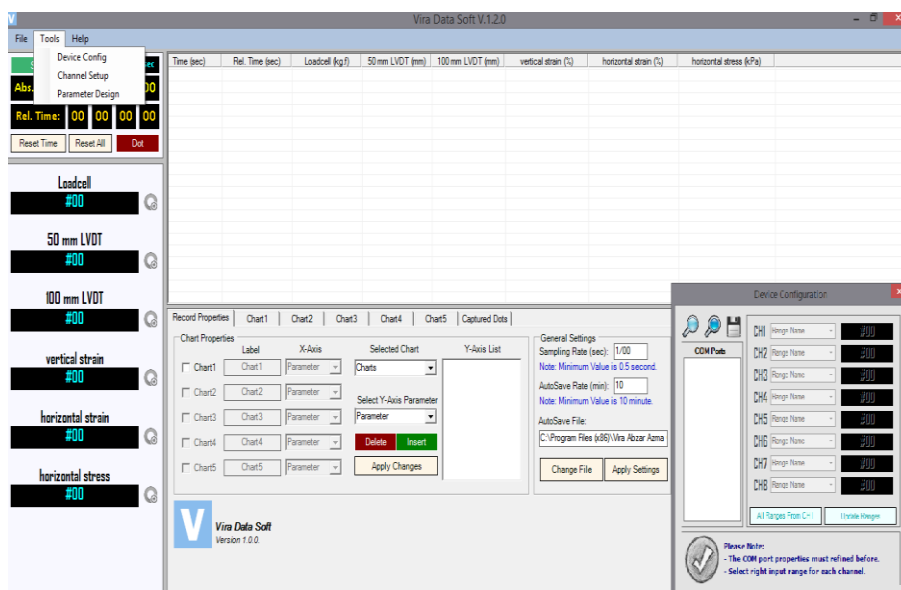 Vira Data Soft V.1.2.0
File Tools Help
Device Config
Channel Setup
Parameter Design
S sec
Abs. 00
Rel. Time: 00 00 00 00
Reset Time Reset All Dot
Time (sec) Rel. Time (sec) Loadcell (kg.f) 50 mm LVDT (mm) 100 mm LVDT (mm) vertical strain (%) horizontal strain (%) horizontal stress (kPa)
Loadcell
#00
50 mm LVDT
#00
100 mm LVDT
#00
vertical strain
#00
horizontal strain
#00
horizontal stress
#00
Record Properties Chart1 Chart2 Chart3 Chart4 Chart5 Captured Dots
Chart Properties
Label X-Axis Selected Chart Y-Axis List
Chart1 Chart1 Parameter Charts
Chart2 Chart2 Parameter
Select Y-Axis Parameter
Chart3 Chart3 Parameter Parameter
Chart4 Chart4 Parameter Delete Insert
Chart5 Chart5 Parameter Apply Changes
General Settings
Sampling Rate (sec): 1/00
Note: Minimum Value is 0.5 second.
AutoSave Rate (min): 10
Note: Minimum Value is 10 minute.
AutoSave File:
C:\Program Files (x86)\Vira Abzar Azma
Change File Apply Settings
V
Vira Data Soft
Version 1.0.0.
Device Configuration
COM Ports
CH1 Range Name #00
CH2 Range Name #00
CH3 Range Name #00
CH4 Range Name #00
CH5 Range Name #00
CH6 Range Name #00
CH7 Range Name #00
CH8 Range Name #00
All Ranges From CH1 Update Ranges
Please Note:
- The COM port properties must refined before.
- Select right input range for each channel.